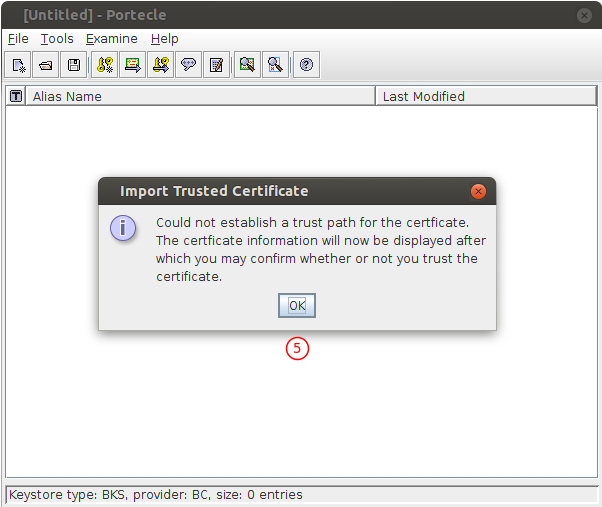 [Untitled] - Portecle
File Tools Examine Help
T Alias Name Last Modified
Import Trusted Certificate
i
Could not establish a trust path for the certficate.
The certficate information will now be displayed after
which you may confirm whether or not you trust the
certificate.
OK
5
Keystore type: BKS, provider: BC, size: 0 entries